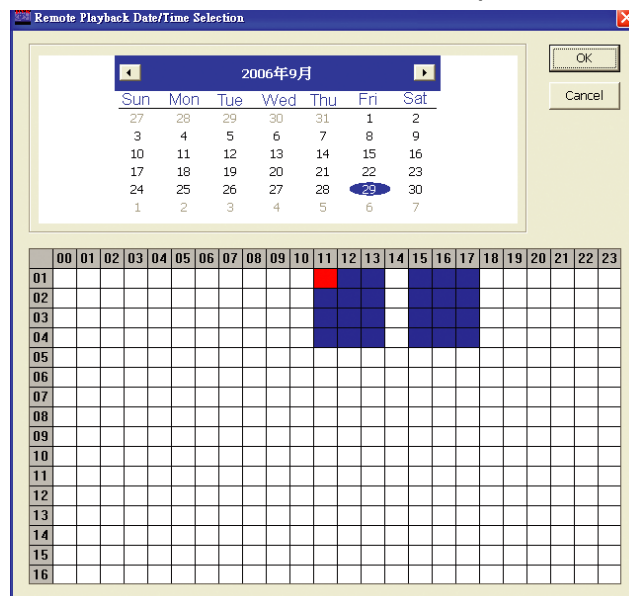 Remote Playback Date/Time Selection
OK
Cancel
2006年9月
Sun Mon Tue Wed Thu Fri Sat
27 28 29 30 31 1 2
3 4 5 6 7 8 9
10 11 12 13 14 15 16
17 18 19 20 21 22 23
24 25 26 27 28 29 30
1 2 3 4 5 6 7
00 01 02 03 04 05 06 07 08 09 10 11 12 13 14 15 16 17 18 19 20 21 22 23
01
02
03
04
05
06
07
08
09
10
11
12
13
14
15
16